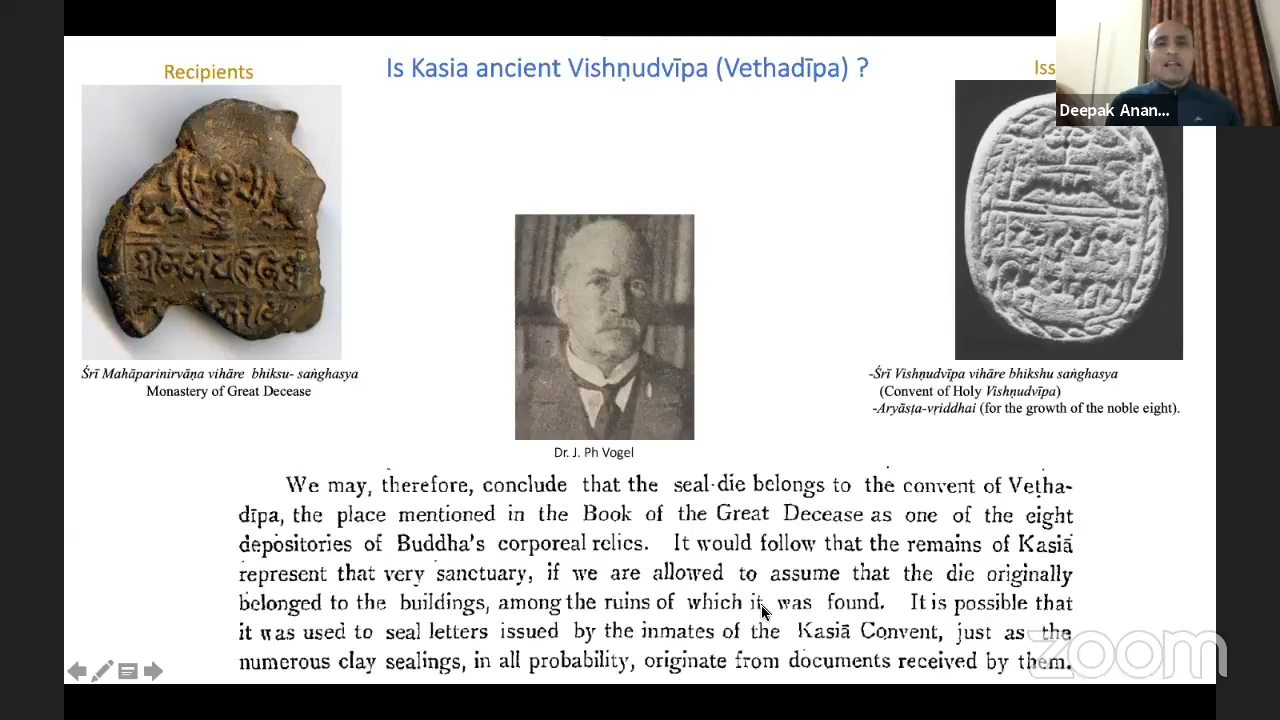 Recipients
Is Kasia ancient Vishṇudvīpa (Vethadīpa) ?
Iss
Deepak Anan...
Śrī Mahāparinirvāṇa vihāre bhiksu- saṅghasya
Monastery of Great Decease
Dr. J. Ph Vogel
-Śrī Vishṇudvīpa vihāre bhikshu saṅghasya
(Convent of Holy Vishṇudvīpa)
-Aryāsṭa-vṛiddhai (for the growth of the noble eight).
We may, therefore, conclude that the seal-die belongs to the convent of Veṭha-
dīpa, the place mentioned in the Book of the Great Decease as one of the eight
depositories of Buddha's corporeal relics. It would follow that the remains of Kasiā
represent that very sanctuary, if we are allowed to assume that the die originally
belonged to the buildings, among the ruins of which it was found. It is possible that
it was used to seal letters issued by the inmates of the Kasiā Convent, just as the
numerous clay sealings, in all probability, originate from documents received by them.
zoom